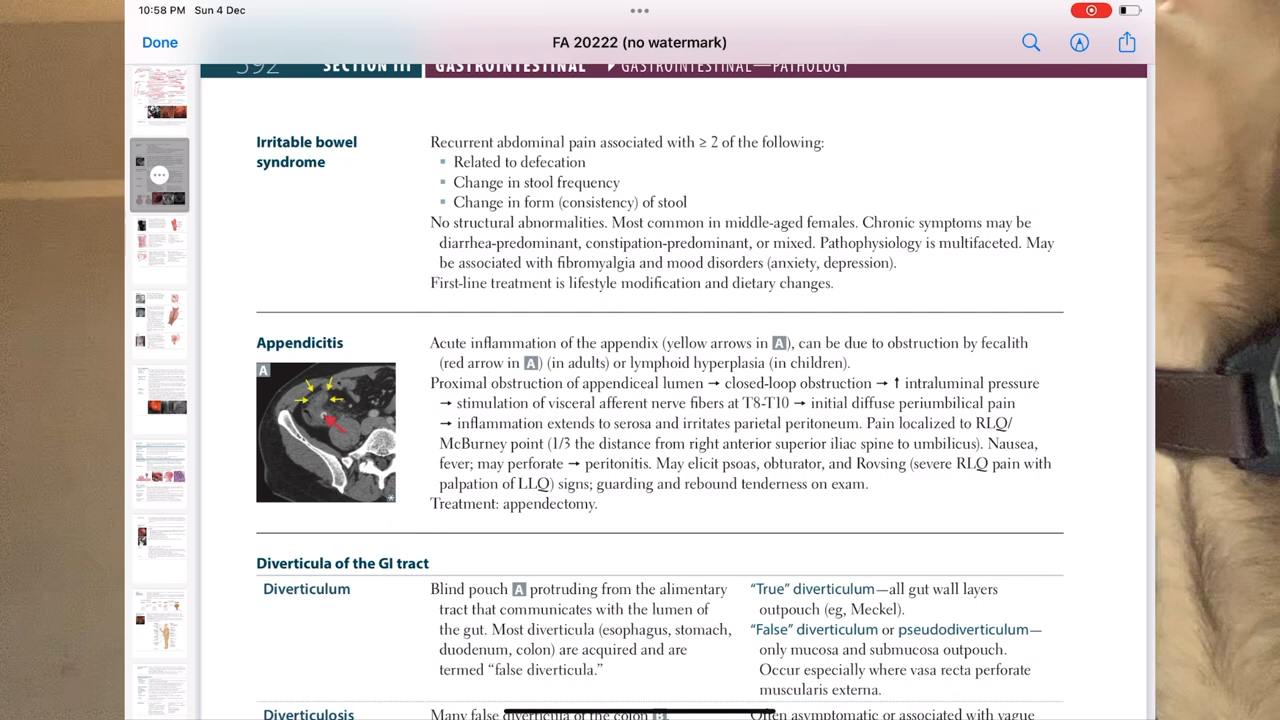 10:58 PM Sun 4 Dec
Done
FA 20222 (no watermark)
592 SECTION III GASTROINTESTINAL GASTROINTESTINAL—PATHOLOGY
Irritable bowel
syndrome
Recurrent abdominal pain associated with ≥ 2 of the following:
Related to defecation
Change in stool frequency
Change in form (consistency) of stool
No structural abnormalities. Most common in middle-aged females. Chronic symptoms may be
diarrhea-predominant, constipation-predominant, or mixed. Pathophysiology is multifaceted. May
be associated with fibromyalgia and mood disorders (anxiety, depression).
First-line treatment is lifestyle modification and dietary changes.
Appendicitis
A
Acute inflammation of the appendix (yellow arrows in A), can be due to obstruction by fecalith
(red arrow in A) (in adults) or lymphoid hyperplasia (in children).
Proximal obstruction of appendiceal lumen → closed-loop obstruction → ↑ intraluminal pressure
→ stimulation of visceral afferent nerve fibers at T8-T10 → initial diffuse periumbilical pain
→ inflammation extends to serosa and irritates parietal peritoneum. Pain localized to RLQ/
McBurney point (1/3 the distance from right anterior superior iliac spine to umbilicus). Nausea,
fever; may perforate → peritonitis. May elicit psoas, obturator, and Rovsing (severe RLQ pain with
palpation of LLQ) signs; guarding and rebound tenderness on exam.
Treatment: appendectomy.
Diverticula of the GI tract
Diverticulum
Blind pouch A protruding from the alimentary
tract that communicates with the lumen of
the gut. Most diverticula (esophagus, stomach,
duodenum, colon) are acquired and are
termed "false diverticula."
"True" diverticulum—all gut wall layers
outpouch (eg, Meckel).
"False" diverticulum or pseudodiverticulum—
only mucosa and submucosa outpouch.
Occur especially where vasa recta perforate
muscularis externa.
Diverticulosis
diverticula of the colon B
Often asymptomatic or associated with vague